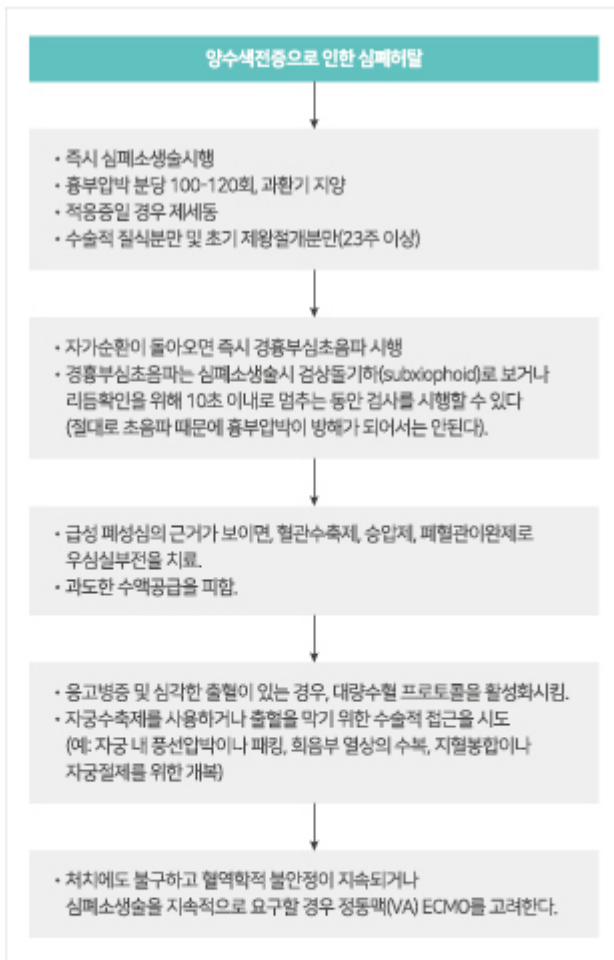 양수색전증으로 인한 심폐허탈
• 즉시 심폐소생술시행
• 흉부압박 분당 100-120회, 과환기 지양
• 적응증일 경우 제세동
• 수술적 질식분만 및 초기 제왕절개분만(23주 이상)
• 자가순환이 돌아오면 즉시 경흉부심초음파 시행
• 경흉부심초음파는 심폐소생술시 검상돌기하(subxiophoid)로 보거나
리듬확인을 위해 10초 이내로 멈추는 동안 검사를 시행할 수 있다
(절대로 초음파 때문에 흉부압박이 방해가 되어서는 안된다).
• 급성 폐성심의 근거가 보이면, 혈관수축제, 승압제, 폐혈관이완제로
우심실부전을 치료.
• 과도한 수액공급을 피함.
• 응고병증 및 심각한 출혈이 있는 경우, 대량수혈 프로토콜을 활성화시킴.
• 자궁수축제를 사용하거나 출혈을 막기 위한 수술적 접근을 시도
(예: 자궁 내 풍선압박이나 패킹, 회음부 열상의 수복, 지혈봉합이나
자궁절제를 위한 개복)
• 처치에도 불구하고 혈역학적 불안정이 지속되거나
심폐소생술을 지속적으로 요구할 경우 정동맥(VA) ECMO를 고려한다.